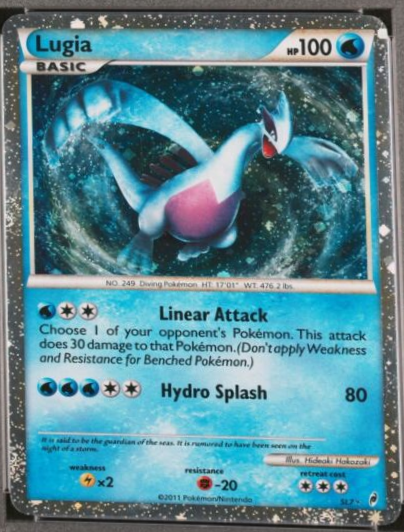 Lugia
HP100
BASIC
NO. 249 Diving Pokémon HT: 17'01" WT: 476.2 lbs.
Linear Attack
Choose 1 of your opponent's Pokémon. This attack
does 30 damage to that Pokémon. (Don't apply Weakness
and Resistance for Benched Pokémon.)
Hydro Splash 80
It is said to be the guardian of the seas. It is rumored to have been seen on the
night of a storm.
Illus. Hideaki Hakozaki
weakness
×2
resistance
-20
retreat cost
©2011 Pokémon/Nintendo
SL7